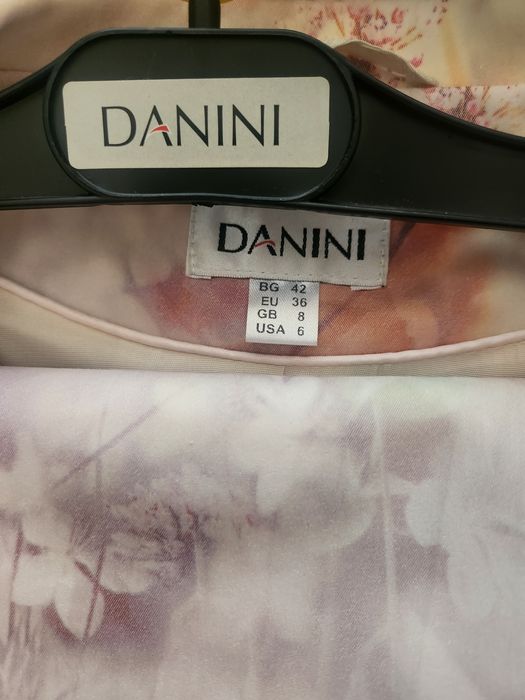 DANINI
DANINI
BG 42
EU 36
GB 8
USA 6